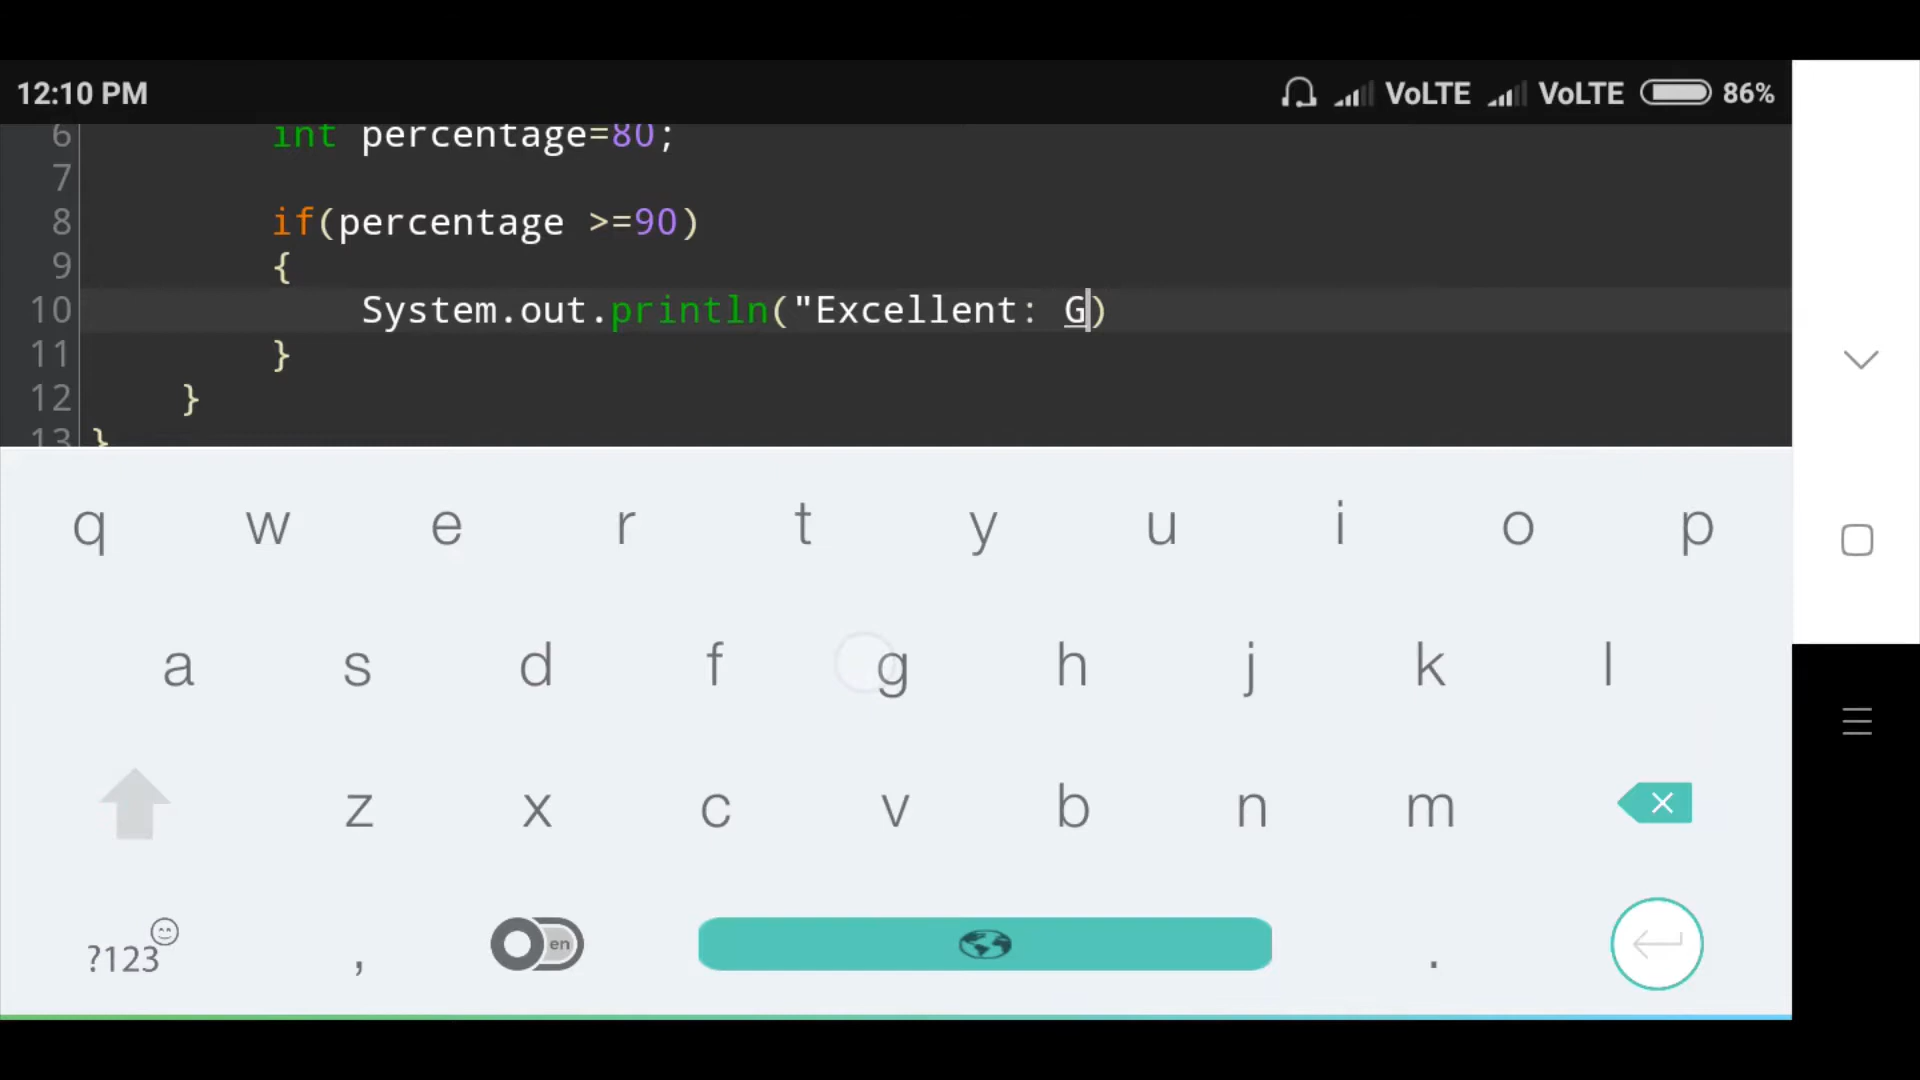 12:10 PM VoLTE VoLTE 86%
6 int percentage=80;
7
8 if(percentage >=90)
9 {
10 System.out.println("Excellent: G)
11 }
12 }
13 }
q w e r t y u i o p
a s d f g h j k l
z x c v b n m
?123 , en .